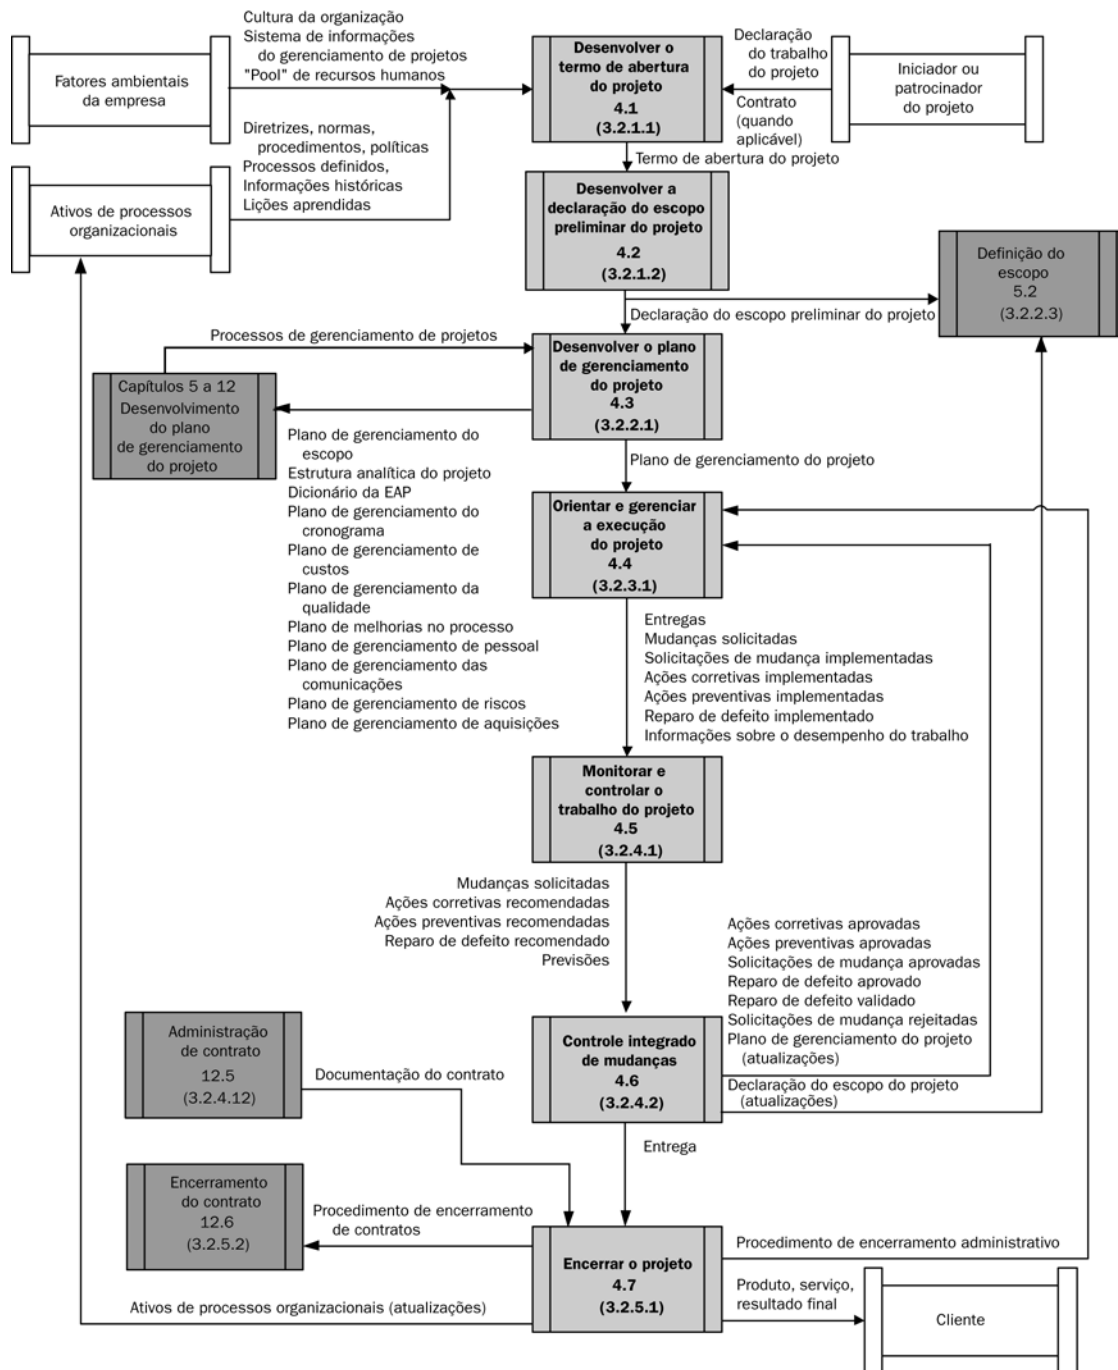 Cultura da organização
Sistema de informações
do gerenciamento de projetos
"Pool" de recursos humanos
Fatores ambientais
da empresa
Desenvolver o
termo de abertura
do projeto
4.1
(3.2.1.1)
Declaração
do trabalho
do projeto
Contrato
(quando
aplicável)
Iniciador ou
patrocinador
do projeto
Diretrizes, normas,
procedimentos, políticas
Processos definidos,
Informações históricas
Lições aprendidas
Ativos de processos
organizacionais
Termo de abertura do projeto
Desenvolver a
declaração do escopo
preliminar do projeto
4.2
(3.2.1.2)
Definição do
escopo
5.2
(3.2.2.3)
Declaração do escopo preliminar do projeto
Processos de gerenciamento de projetos
Desenvolver o plano
de gerenciamento
do projeto
4.3
(3.2.2.1)
Capítulos 5 a 12
Desenvolvimento
do plano
de gerenciamento
do projeto
Plano de gerenciamento do
escopo
Estrutura analítica do projeto
Dicionário da EAP
Plano de gerenciamento do
cronograma
Plano de gerenciamento de
custos
Plano de gerenciamento da
qualidade
Plano de melhorias no processo
Plano de gerenciamento de pessoal
Plano de gerenciamento das
comunicações
Plano de gerenciamento de riscos
Plano de gerenciamento de aquisições
Plano de gerenciamento do projeto
Orientar e gerenciar
a execução
do projeto
4.4
(3.2.3.1)
Entregas
Mudanças solicitadas
Solicitações de mudança implementadas
Ações corretivas implementadas
Ações preventivas implementadas
Reparo de defeito implementado
Informações sobre o desempenho do trabalho
Monitorar e
controlar o
trabalho do projeto
4.5
(3.2.4.1)
Mudanças solicitadas
Ações corretivas recomendadas
Ações preventivas recomendadas
Reparo de defeito recomendado
Previsões
Ações corretivas aprovadas
Ações preventivas aprovadas
Solicitações de mudança aprovadas
Reparo de defeito aprovado
Reparo de defeito validado
Solicitações de mudança rejeitadas
Plano de gerenciamento do projeto
(atualizações)
Controle integrado
de mudanças
4.6
(3.2.4.2)
Declaração do escopo do projeto
(atualizações)
Administração
de contrato
12.5
(3.2.4.12)
Documentação do contrato
Entrega
Encerramento
do contrato
12.6
(3.2.5.2)
Procedimento de encerramento
de contratos
Encerrar o projeto
4.7
(3.2.5.1)
Procedimento de encerramento administrativo
Ativos de processos organizacionais (atualizações)
Produto, serviço,
resultado final
Cliente